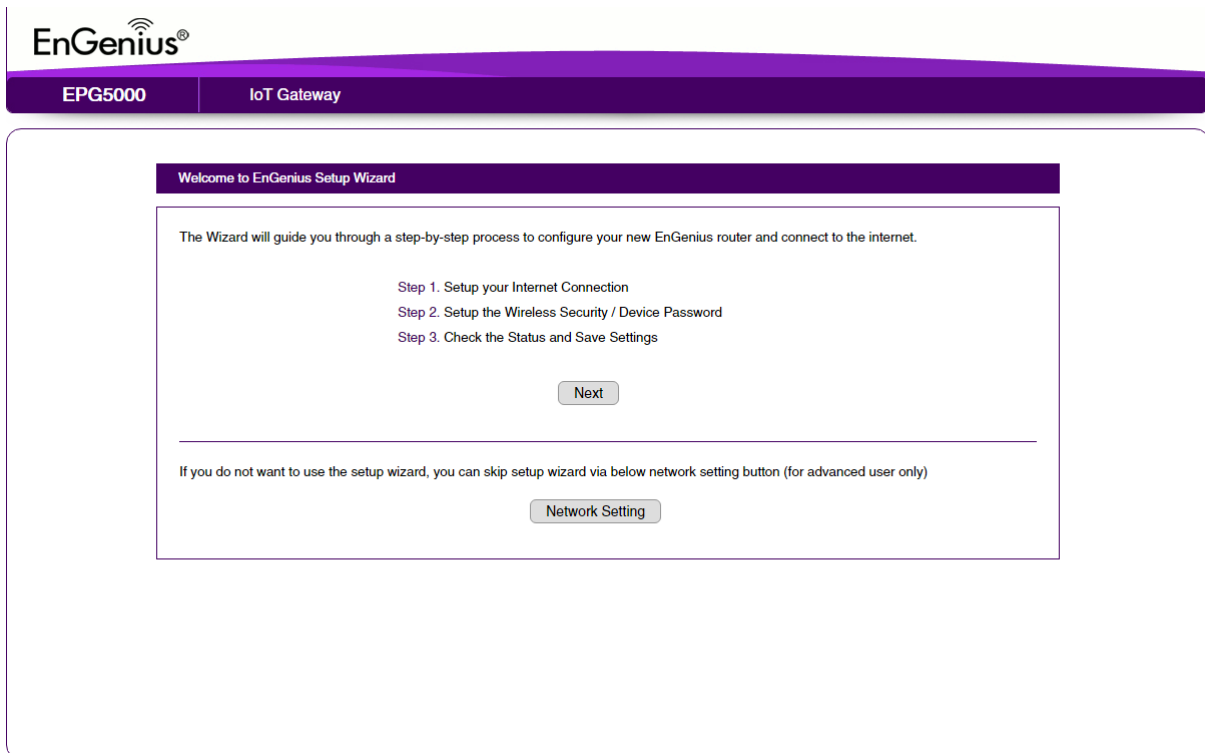 EnGenius®
EPG5000 IoT Gateway
Welcome to EnGenius Setup Wizard
The Wizard will guide you through a step-by-step process to configure your new EnGenius router and connect to the internet.
Step 1. Setup your Internet Connection
Step 2. Setup the Wireless Security / Device Password
Step 3. Check the Status and Save Settings
Next
If you do not want to use the setup wizard, you can skip setup wizard via below network setting button (for advanced user only)
Network Setting